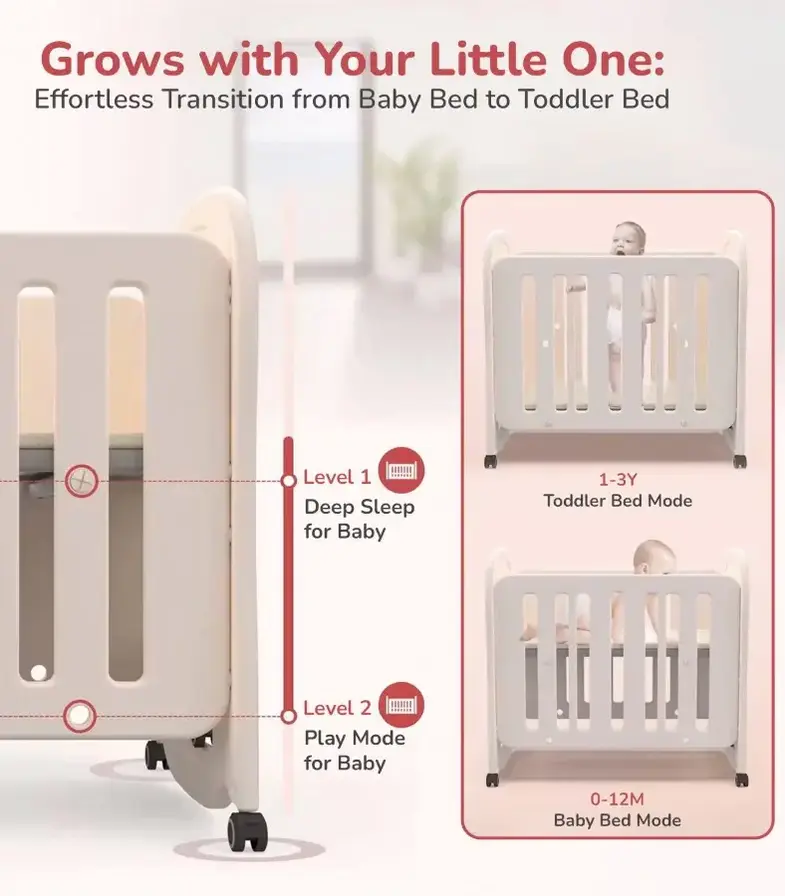 Grows with Your Little One:
Effortless Transition from Baby Bed to Toddler Bed
Level 1
Deep Sleep
for Baby
Level 2
Play Mode
for Baby
1-3Y
Toddler Bed Mode
0-12M
Baby Bed Mode